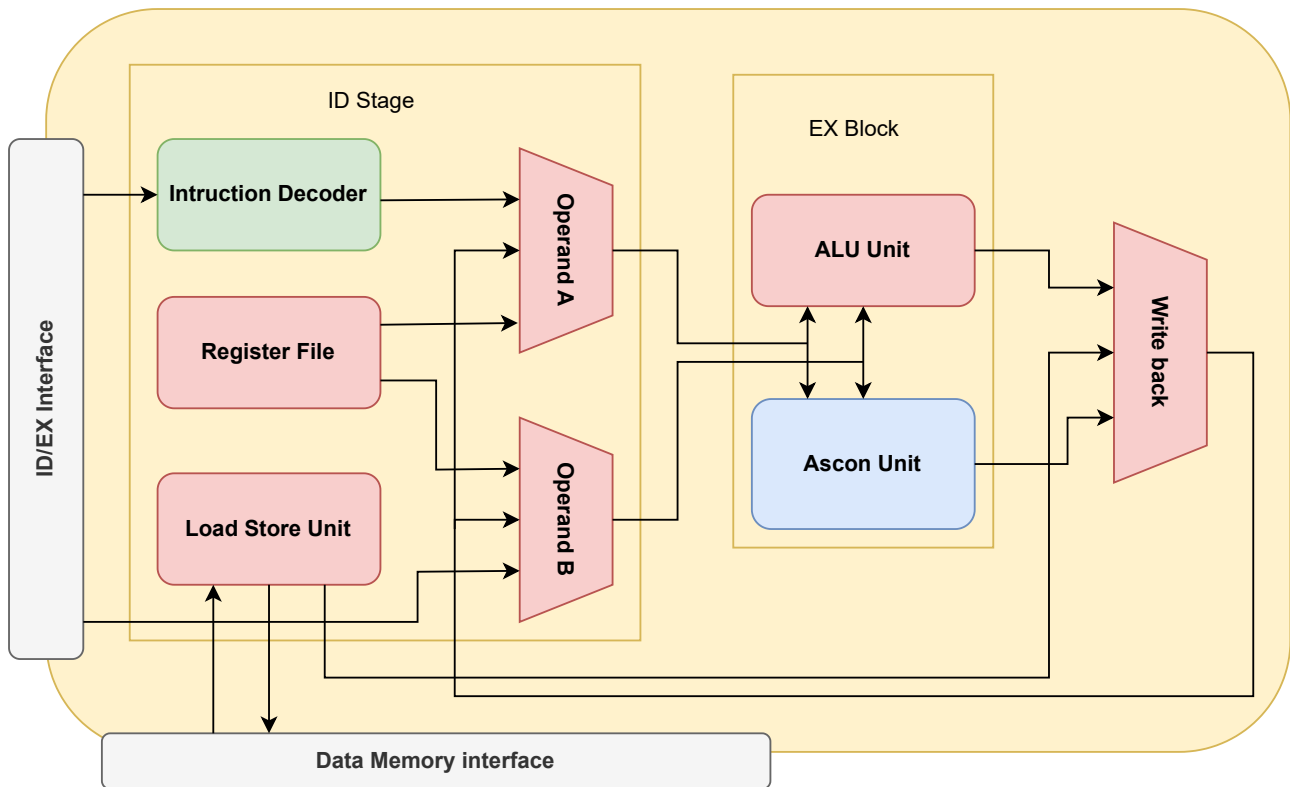 ID Stage
EX Block
Intruction Decoder
Operand A
ALU Unit
Register File
Write back
ID/EX Interface
Ascon Unit
Load Store Unit
Operand B
Data Memory interface